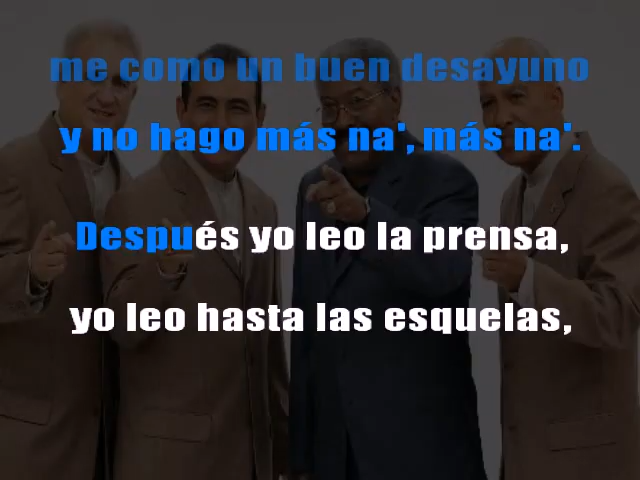 me como un buen desayuno
y no hago más na', más na'.
Después yo leo la prensa,
yo leo hasta las esquelas,